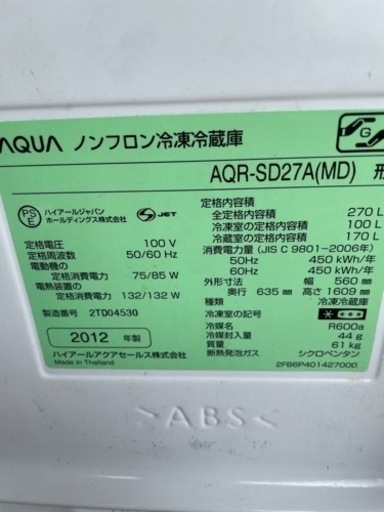 AQUA ノンフロン冷凍冷蔵庫
G
AQR-SD27A(MD) 形
PS E
ハイアールジャパン
ホールディングス株式会社
S JET
定格電圧 100 V
定格周波数 50/60 Hz
電動機の
定格消費電力 75/85 W
電熱装置の
定格消費電力 132/132 W
製造番号 2TD04530
2012 年製
ハイアールアクアセールス株式会社
Made in Thailand
定格内容積
全定格内容積 270 L
冷凍室の定格内容積 100 L
冷蔵室の定格内容積 170 L
消費電力量 (JIS C 9801-2006年)
50Hz 450 kWh/年
60Hz 450 kWh/年
外形寸法 幅 560 mm
奥行 635 mm 高さ 1609 mm
種類 冷凍冷蔵庫
冷凍室の記号
冷媒名 R600a
冷媒封入量 44 g
質量 61 kg
断熱発泡ガス シクロペンタン
2FB6P401427000
>ABS<